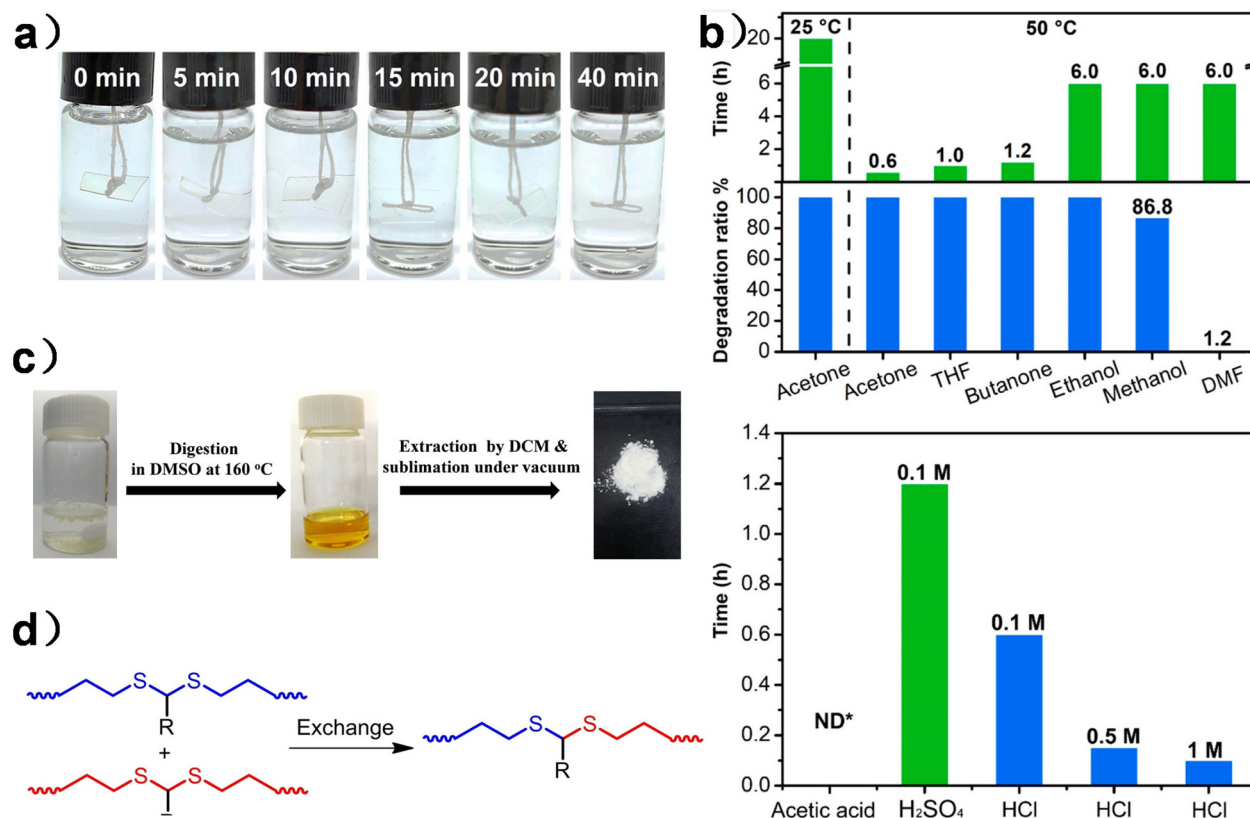 a)
0 min 5 min 10 min 15 min 20 min 40 min
b)
25 °C 50 °C
Time (h)
20
6
4
2
0.6 1.0 1.2 6.0 6.0 6.0
Degradation ratio %
100
80
60
40
20
0
86.8
1.2
Acetone Acetone THF Butanone Ethanol Methanol DMF
c)
Digestion
in DMSO at 160 °C
Extraction by DCM &
sublimation under vacuum
Time (h)
1.4
1.2
1.0
0.8
0.6
0.4
0.2
0.0
ND*
0.1 M
0.1 M
0.5 M
1 M
Acetic acid H₂SO₄ HCl HCl HCl
d)
S S
R
+
S S
Exchange
S S
R